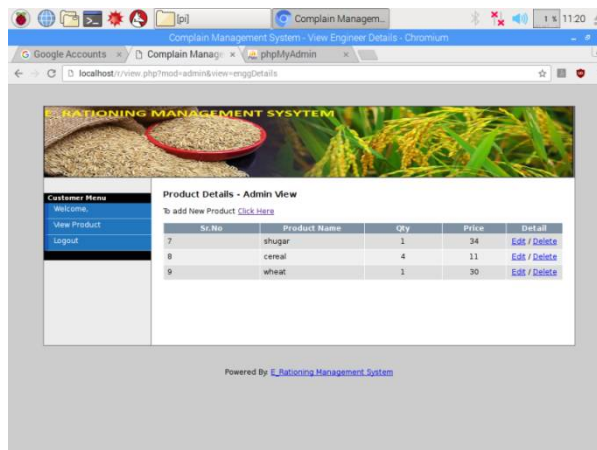 [pi]
Complain Managem...
1 %
11:20
Complain Management System - View Engineer Details - Chromium
Google Accounts
Complain Manage
phpMyAdmin
localhost/r/view.php?mod=admin&view=enggDetails
E_RATIONING MANAGEMENT SYSYTEM
Customer Menu
Welcome,
View Product
Logout
Product Details - Admin View
To add New Product Click Here
Sr.No Product Name Qty Price Detail
7 shugar 1 34 Edit / Delete
8 cereal 4 11 Edit / Delete
9 wheat 1 30 Edit / Delete
Powered By: E_Rationing Management System